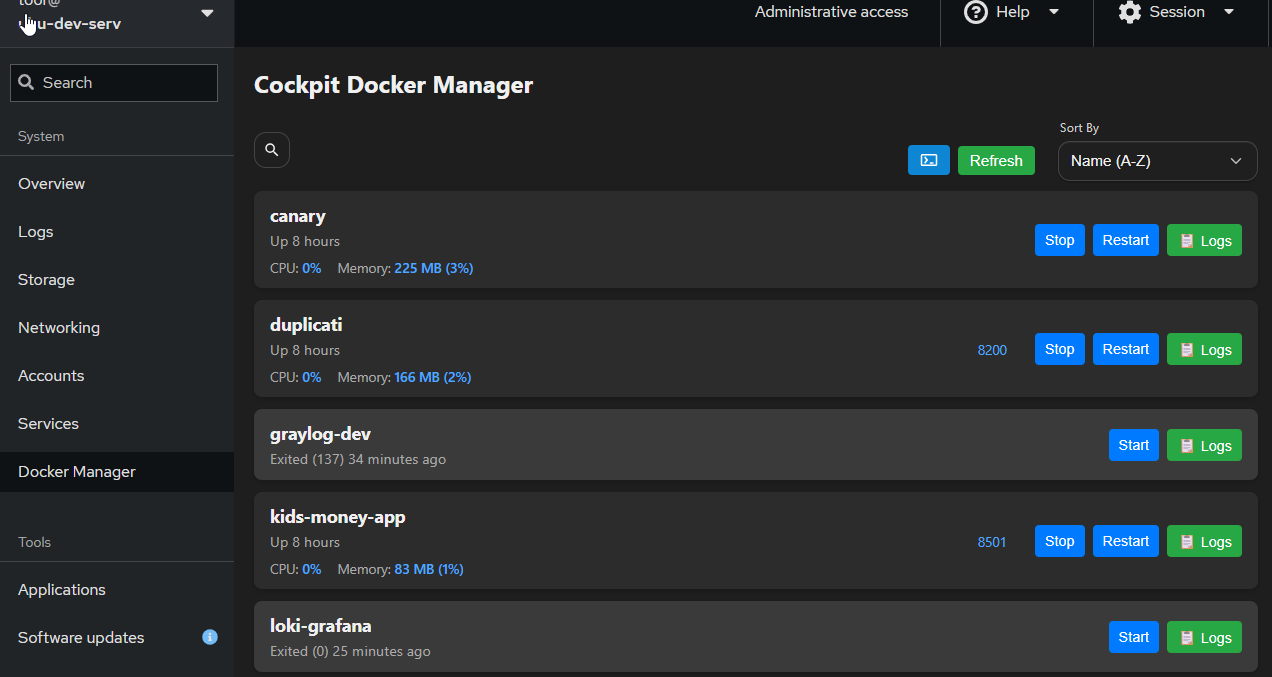 Administrative access
Help
Session
u-dev-serv
Search
Cockpit Docker Manager
System
Sort By
Refresh
Name (A-Z)
Overview
Logs
Storage
Networking
Accounts
Services
Docker Manager
Tools
Applications
Software updates
canary
Up 8 hours
CPU: 0% Memory: 225 MB (3%)
Stop Restart Logs
duplicati
Up 8 hours
CPU: 0% Memory: 166 MB (2%)
8200 Stop Restart Logs
graylog-dev
Exited (137) 34 minutes ago
Start Logs
kids-money-app
Up 8 hours
CPU: 0% Memory: 83 MB (1%)
8501 Stop Restart Logs
loki-grafana
Exited (0) 25 minutes ago
Start Logs